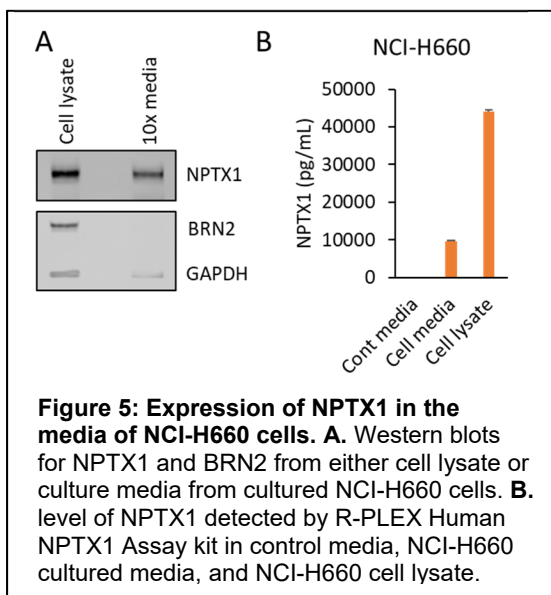 A
Cell lysate
10x media
NPTX1
BRN2
GAPDH
B
NCI-H660
NPTX1 (pg/mL)
50000
40000
30000
20000
10000
0
Cont media
Cell media
Cell lysate
Figure 5: Expression of NPTX1 in the
media of NCI-H660 cells. A. Western blots
for NPTX1 and BRN2 from either cell lysate or
culture media from cultured NCI-H660 cells. B.
level of NPTX1 detected by R-PLEX Human
NPTX1 Assay kit in control media, NCI-H660
cultured media, and NCI-H660 cell lysate.